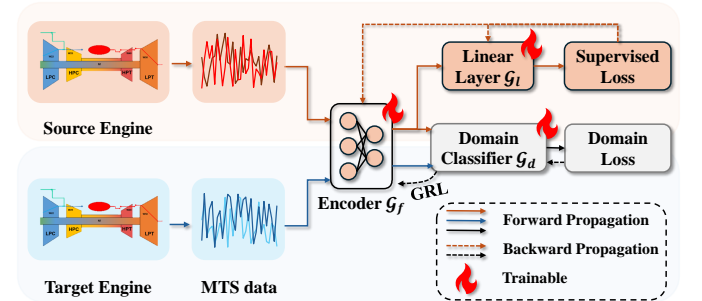 LPC
HPC
HPT
LPT
Source Engine
Linear
Layer 𝒢ₗ
Supervised
Loss
Encoder 𝒢_f
Domain
Classifier 𝒢_d
Domain
Loss
GRL
LPC
HPC
HPT
LPT
Target Engine
MTS data
Forward Propagation
Backward Propagation
Trainable